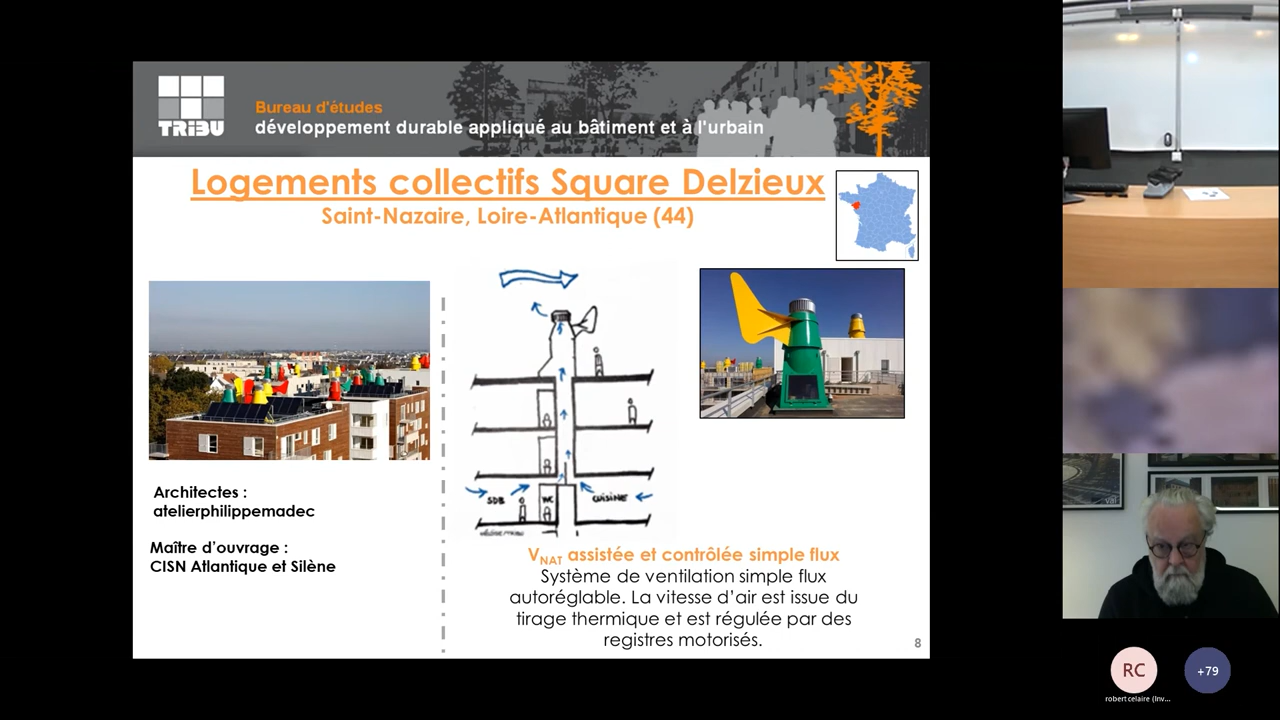 TRIBU
Bureau d'études
développement durable appliqué au bâtiment et à l'urbain
Logements collectifs Square Delzieux
Saint-Nazaire, Loire-Atlantique (44)
SDB
WC
CUISINE
Architectes :
atelierphilippemadec
Maître d'ouvrage :
CISN Atlantique et Silène
VNAT assistée et contrôlée simple flux
Système de ventilation simple flux
autoréglable. La vitesse d'air est issue du
tirage thermique et est régulée par des
registres motorisés.
8
RC
+79
robert celaire (Inv...